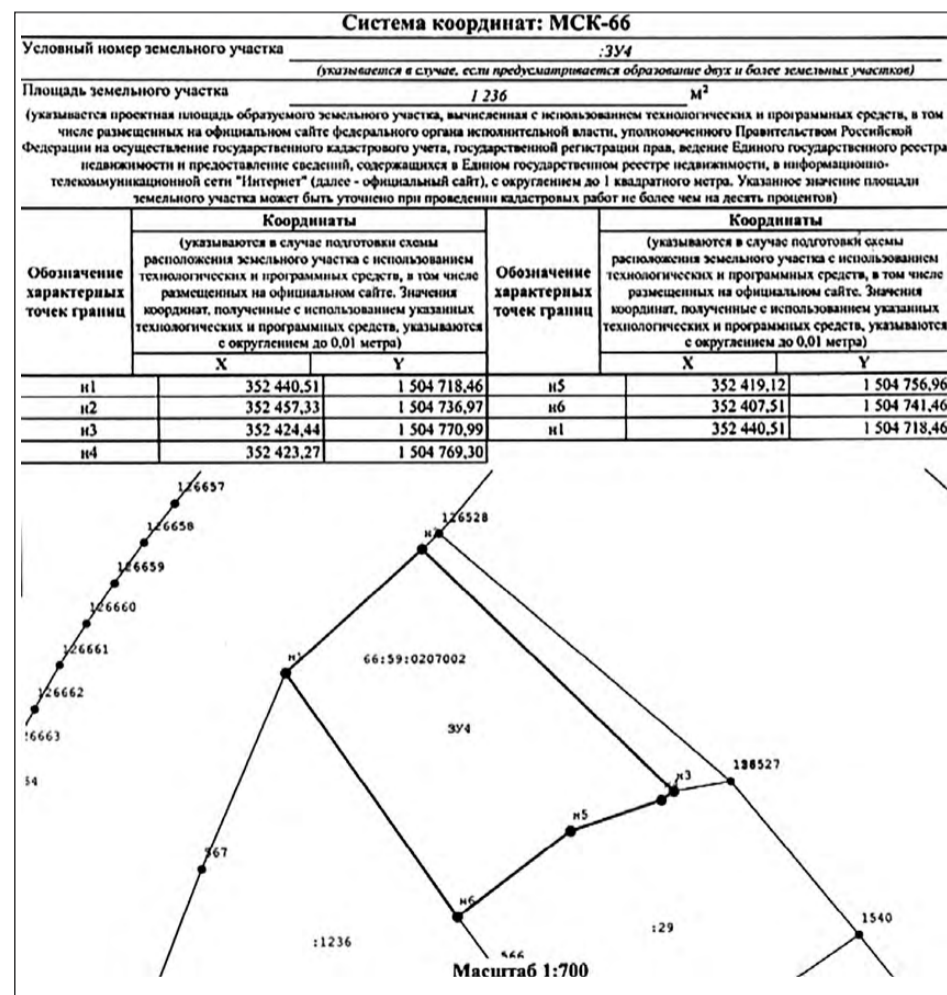 Система координат: МСК-66
Условный номер земельного участка :ЗУ4
(указывается в случае, если предусматривается образование двух и более земельных участков)
Площадь земельного участка 1 236 м²
(указывается проектная площадь образуемого земельного участка, вычисленная с использованием технологических и программных средств, в том
числе размещенных на официальном сайте федерального органа исполнительной власти, уполномоченного Правительством Российской
Федерации на осуществление государственного кадастрового учета, государственной регистрации прав, ведение Единого государственного реестра
недвижимости и предоставление сведений, содержащихся в Едином государственном реестре недвижимости, в информационно-
телекоммуникационной сети "Интернет" (далее - официальный сайт), с округлением до 1 квадратного метра. Указанное значение площади
земельного участка может быть уточнено при проведении кадастровых работ не более чем на десять процентов)
Обозначение
характерных
точек границ
Координаты
(указываются в случае подготовки схемы
расположения земельного участка с использованием
технологических и программных средств, в том числе
размещенных на официальном сайте. Значения
координат, полученные с использованием указанных
технологических и программных средств, указываются
с округлением до 0,01 метра)
X Y
Обозначение
характерных
точек границ
Координаты
(указываются в случае подготовки схемы
расположения земельного участка с использованием
технологических и программных средств, в том числе
размещенных на официальном сайте. Значения
координат, полученные с использованием указанных
технологических и программных средств, указываются
с округлением до 0,01 метра)
X Y
н1 352 440,51 1 504 718,46 н5 352 419,12 1 504 756,96
н2 352 457,33 1 504 736,97 н6 352 407,51 1 504 741,46
н3 352 424,44 1 504 770,99 н1 352 440,51 1 504 718,46
н4 352 423,27 1 504 769,30
126657
126658
126659
126660
126661
126662
126528
н1
66:59:0207002
ЗУ4
н3
н5
н6
567
:1236
:29
1540
566
Масштаб 1:700